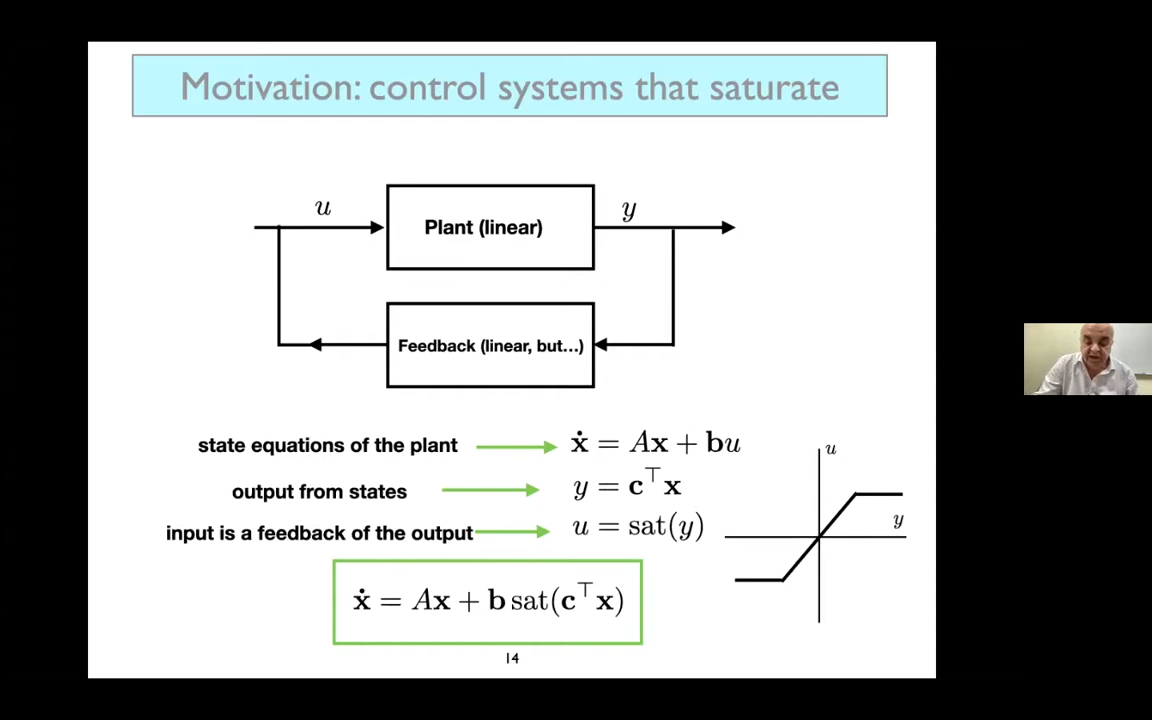 Motivation: control systems that saturate
u
y
Plant (linear)
Feedback (linear, but...)
state equations of the plant
ẋ = Ax + bu
output from states
y = c⊤x
input is a feedback of the output
u = sat(y)
u
y
ẋ = Ax + b sat(c⊤x)
14